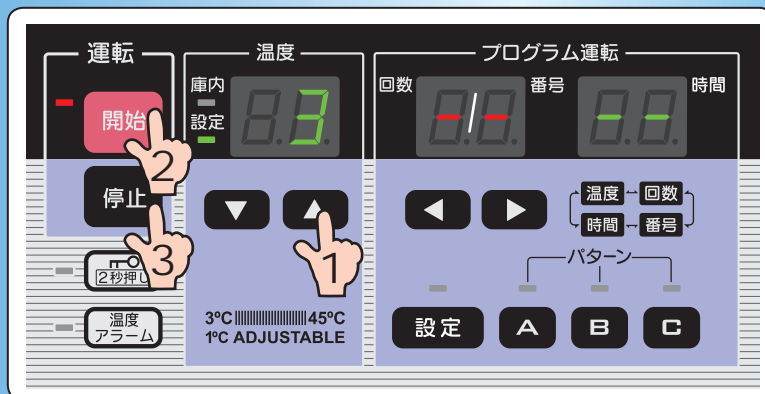 運転
開始
停止
2秒押し
温度
アラーム
温度
庫内
設定
3
▼ ▲
3℃ 45℃
1℃ ADJUSTABLE
プログラム運転
回数 -/- 番号 -- 時間
◀ ▶
温度 ↔ 回数
時間 ↔ 番号
パターン
設定 A B C
1
2
3